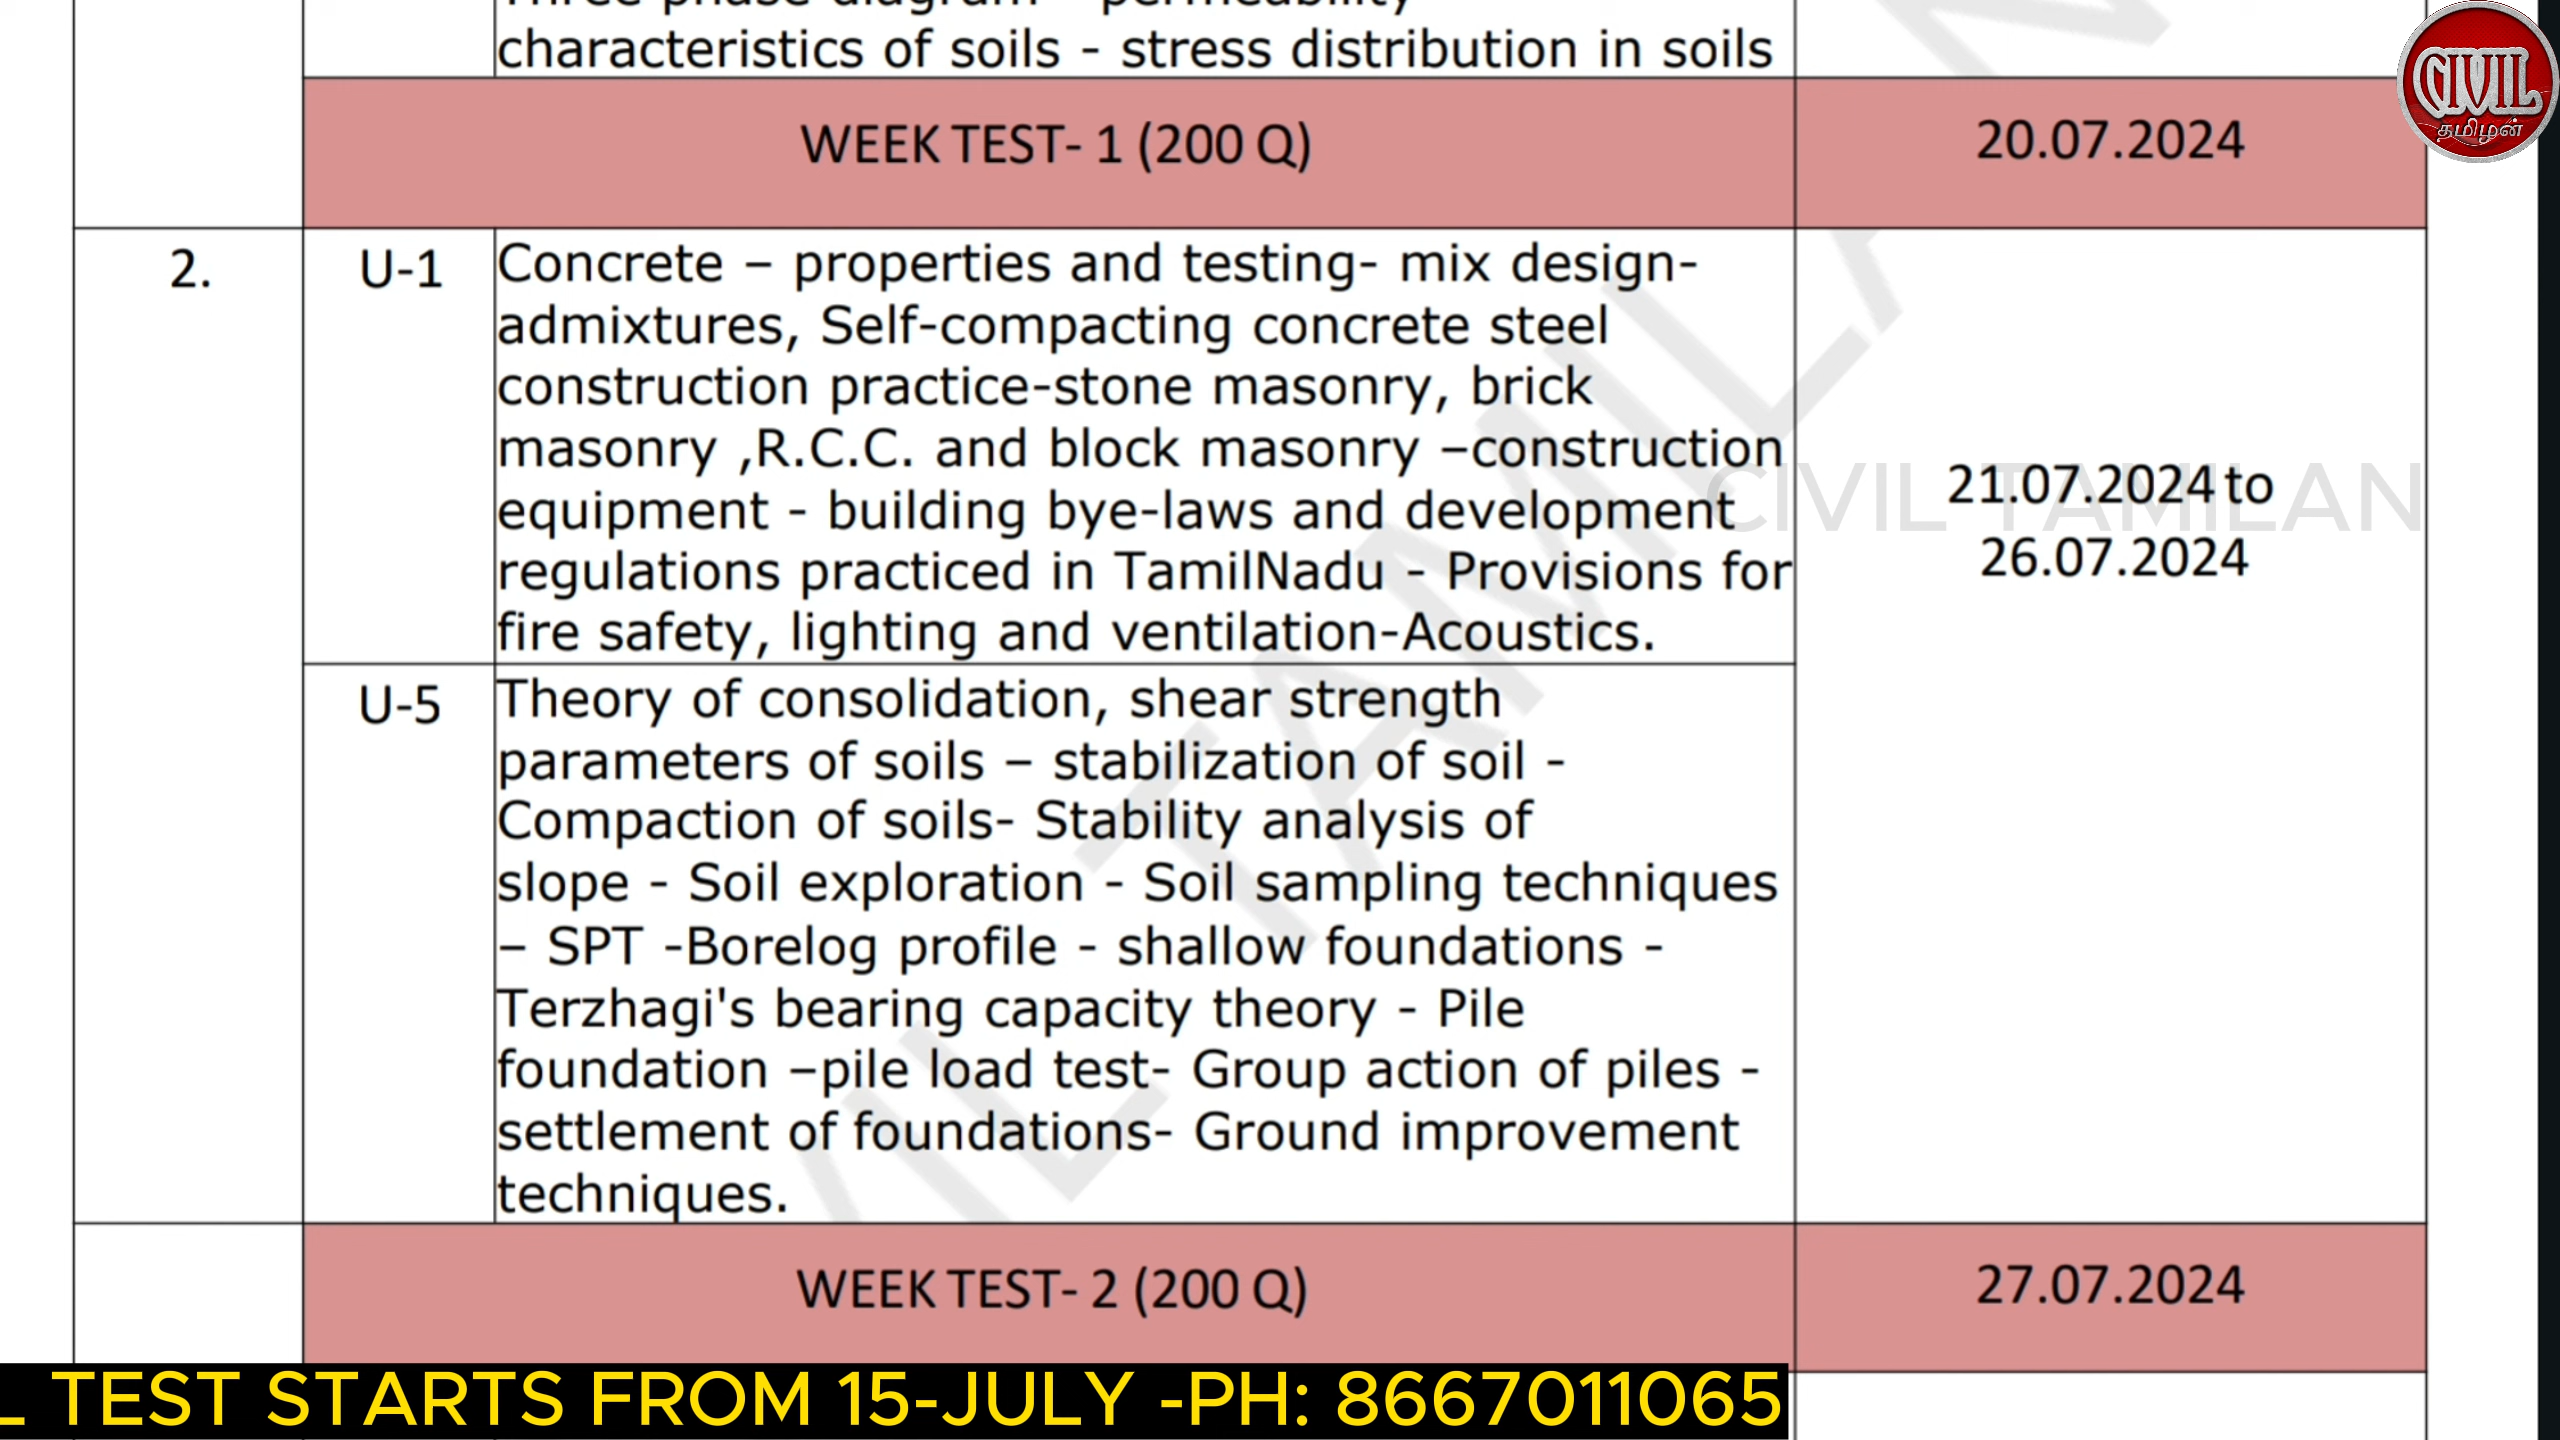 Three phase diagram - permeability
characteristics of soils - stress distribution in soils
CIVIL
தமிழன்
WEEK TEST- 1 (200 Q)
20.07.2024
2.
U-1
Concrete – properties and testing- mix design-
admixtures, Self-compacting concrete steel
construction practice-stone masonry, brick
masonry ,R.C.C. and block masonry –construction
equipment - building bye-laws and development
regulations practiced in TamilNadu - Provisions for
fire safety, lighting and ventilation-Acoustics.
21.07.2024 to
26.07.2024
CIVIL TAMILAN
U-5
Theory of consolidation, shear strength
parameters of soils – stabilization of soil -
Compaction of soils- Stability analysis of
slope - Soil exploration - Soil sampling techniques
– SPT -Borelog profile - shallow foundations -
Terzhagi's bearing capacity theory - Pile
foundation –pile load test- Group action of piles -
settlement of foundations- Ground improvement
techniques.
WEEK TEST- 2 (200 Q)
27.07.2024
L TEST STARTS FROM 15-JULY -PH: 8667011065